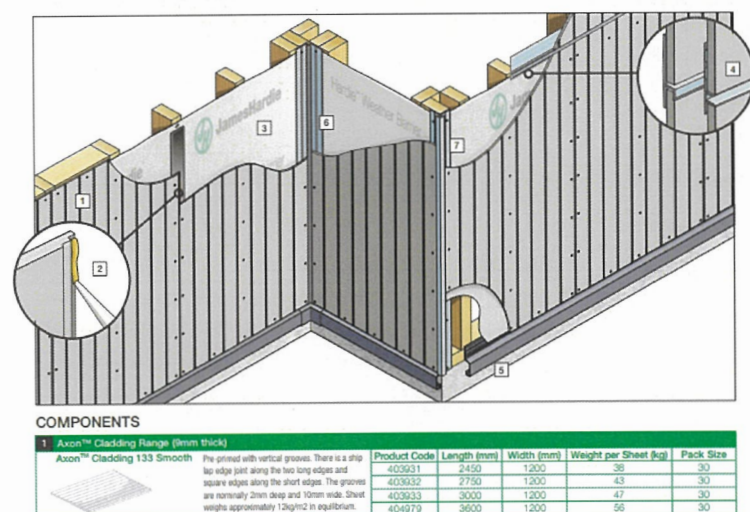 JamesHardie
Hardie™ Weather Barrier
Ja
rdie
1
2
3
4
5
6
7
COMPONENTS
1 Axon™ Cladding Range (9mm thick)
Axon™ Cladding 133 Smooth
Pre-primed with vertical grooves. There is a ship
lap edge joint along the two long edges and
square edges along the short edges. The grooves
are nominally 2mm deep and 10mm wide. Sheet
weighs approximately 12kg/m2 in equilibrium.
Product Code Length (mm) Width (mm) Weight per Sheet (kg) Pack Size
403931 2450 1200 38 30
403932 2750 1200 43 30
403933 3000 1200 47 30
404979 3600 1200 56 30